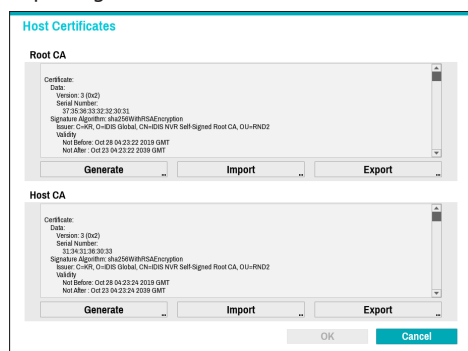 Host Certificates
Root CA
Certificate:
Data:
Version: 3 (0x2)
Serial Number:
37:35:36:33:32:32:30:31
Signature Algorithm: sha256WithRSAEncryption
Issuer: C=KR, O=IDIS Global, CN=IDIS NVR Self-Signed Root CA, OU=RND2
Validity
Not Before: Oct 28 04:23:22 2019 GMT
Not After : Oct 23 04:23:22 2039 GMT
Generate ..
Import ..
Export ..
Host CA
Certificate:
Data:
Version: 3 (0x2)
Serial Number:
31:34:31:36:30:33
Signature Algorithm: sha256WithRSAEncryption
Issuer: C=KR, O=IDIS Global, CN=IDIS NVR Self-Signed Root CA, OU=RND2
Validity
Not Before: Oct 28 04:23:24 2019 GMT
Not After : Oct 23 04:23:24 2039 GMT
Generate ..
Import ..
Export ..
OK
Cancel